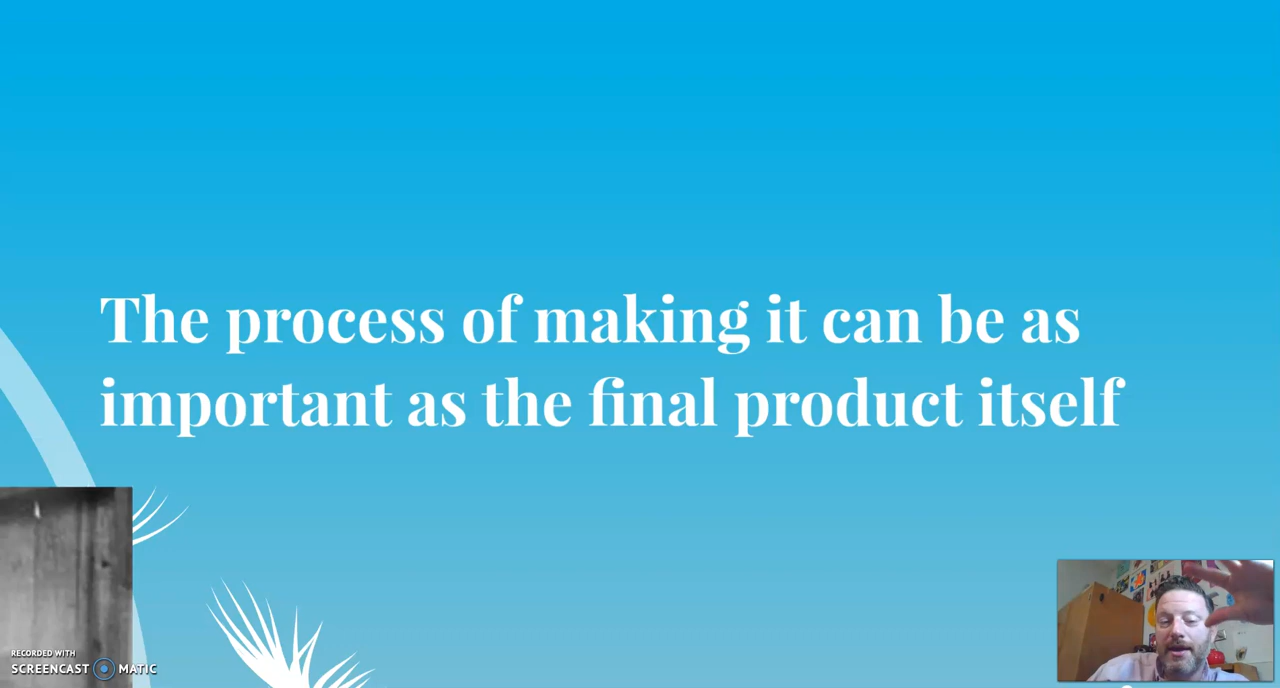 The process of making it can be as
important as the final product itself
RECORDED WITH
SCREENCAST MATIC